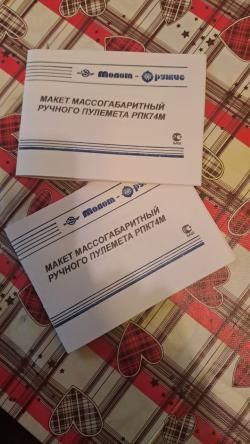 Молот - Оружие
МАКЕТ МАССОГАБАРИТНЫЙ
РУЧНОГО ПУЛЕМЕТА РПК74М
Молот - Оружие
МАКЕТ МАССОГАБАРИТНЫЙ
РУЧНОГО ПУЛЕМЕТА РПК74М